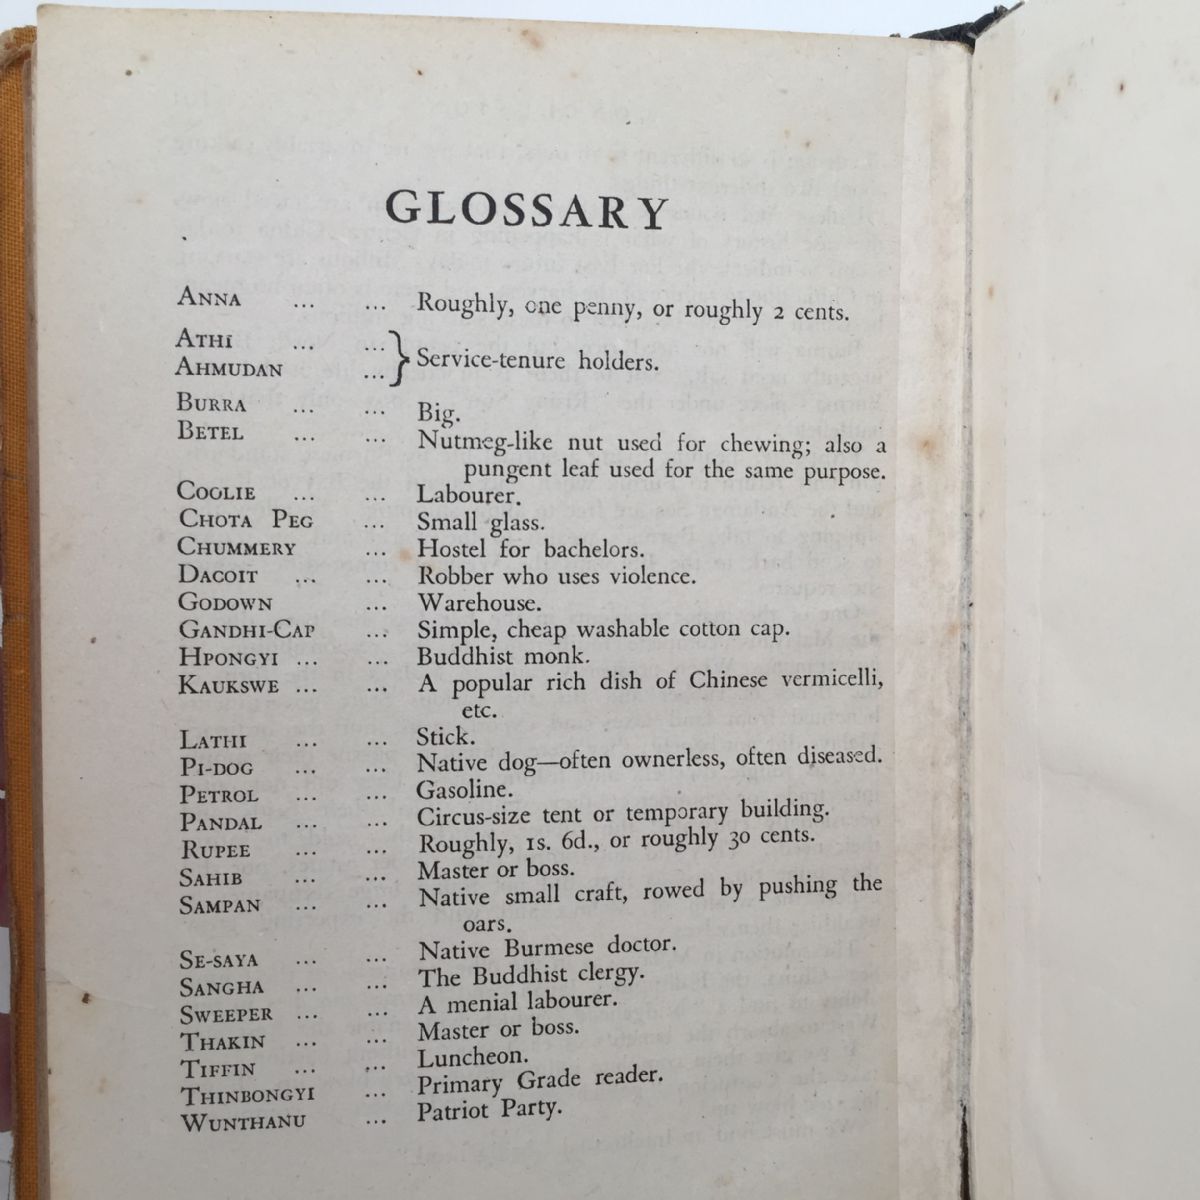 GLOSSARY
ANNA ... ... Roughly, one penny, or roughly 2 cents.
ATHI ... ...
AHMUDAN ... } Service-tenure holders.
BURRA ... ... Big.
BETEL ... ... Nutmeg-like nut used for chewing; also a
pungent leaf used for the same purpose.
COOLIE ... ... Labourer.
CHOTA PEG ... Small glass.
CHUMMERY ... Hostel for bachelors.
DACOIT ... ... Robber who uses violence.
GODOWN ... Warehouse.
GANDHI-CAP ... Simple, cheap washable cotton cap.
HPONGYI ... ... Buddhist monk.
KAUKSWE ... ... A popular rich dish of Chinese vermicelli,
etc.
LATHI ... ... Stick.
PI-DOG ... ... Native dog—often ownerless, often diseased.
PETROL ... ... Gasoline.
PANDAL ... ... Circus-size tent or temporary building.
RUPEE ... ... Roughly, 1s. 6d., or roughly 30 cents.
SAHIB ... ... Master or boss.
SAMPAN ... ... Native small craft, rowed by pushing the
oars.
SE-SAYA ... ... Native Burmese doctor.
SANGHA ... ... The Buddhist clergy.
SWEEPER ... ... A menial labourer.
THAKIN ... ... Master or boss.
TIFFIN ... ... Luncheon.
THINBONGYI ... Primary Grade reader.
WUNTHANU ... Patriot Party.